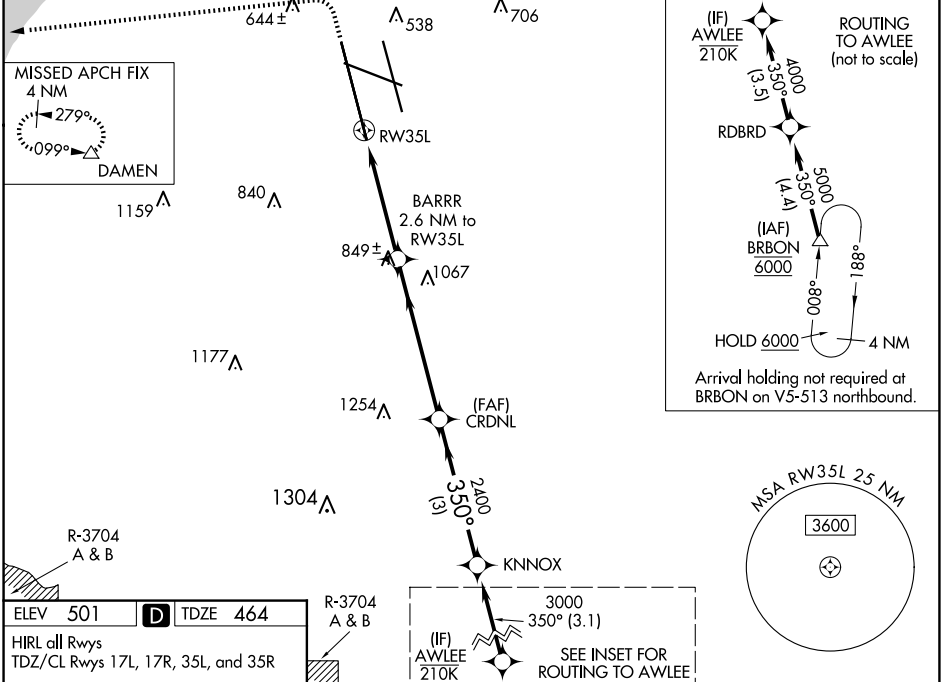 644 ±
538
706
MISSED APCH FIX
4 NM
279°
099°
DAMEN
RW35L
1159
840
BARRR
2.6 NM to
RW35L
849 ±
1067
1177
1254
(FAF)
CRDNL
1304
2400
350°
(3)
R-3704
A & B
KNNOX
3000
350° (3.1)
(IF)
AWLEE
210K
SEE INSET FOR
ROUTING TO AWLEE
R-3704
A & B
ELEV 501
D
TDZE 464
HIRL all Rwys
TDZ/CL Rwys 17L, 17R, 35L, and 35R
(IF)
AWLEE
210K
ROUTING
TO AWLEE
(not to scale)
4000
350°
(3.5)
RDBRD
5000
350°
(4.4)
(IAF)
BRBON
6000
008°
188°
HOLD 6000
4 NM
Arrival holding not required at
BRBON on V5-513 northbound.
MSA RW35L 25 NM
3600